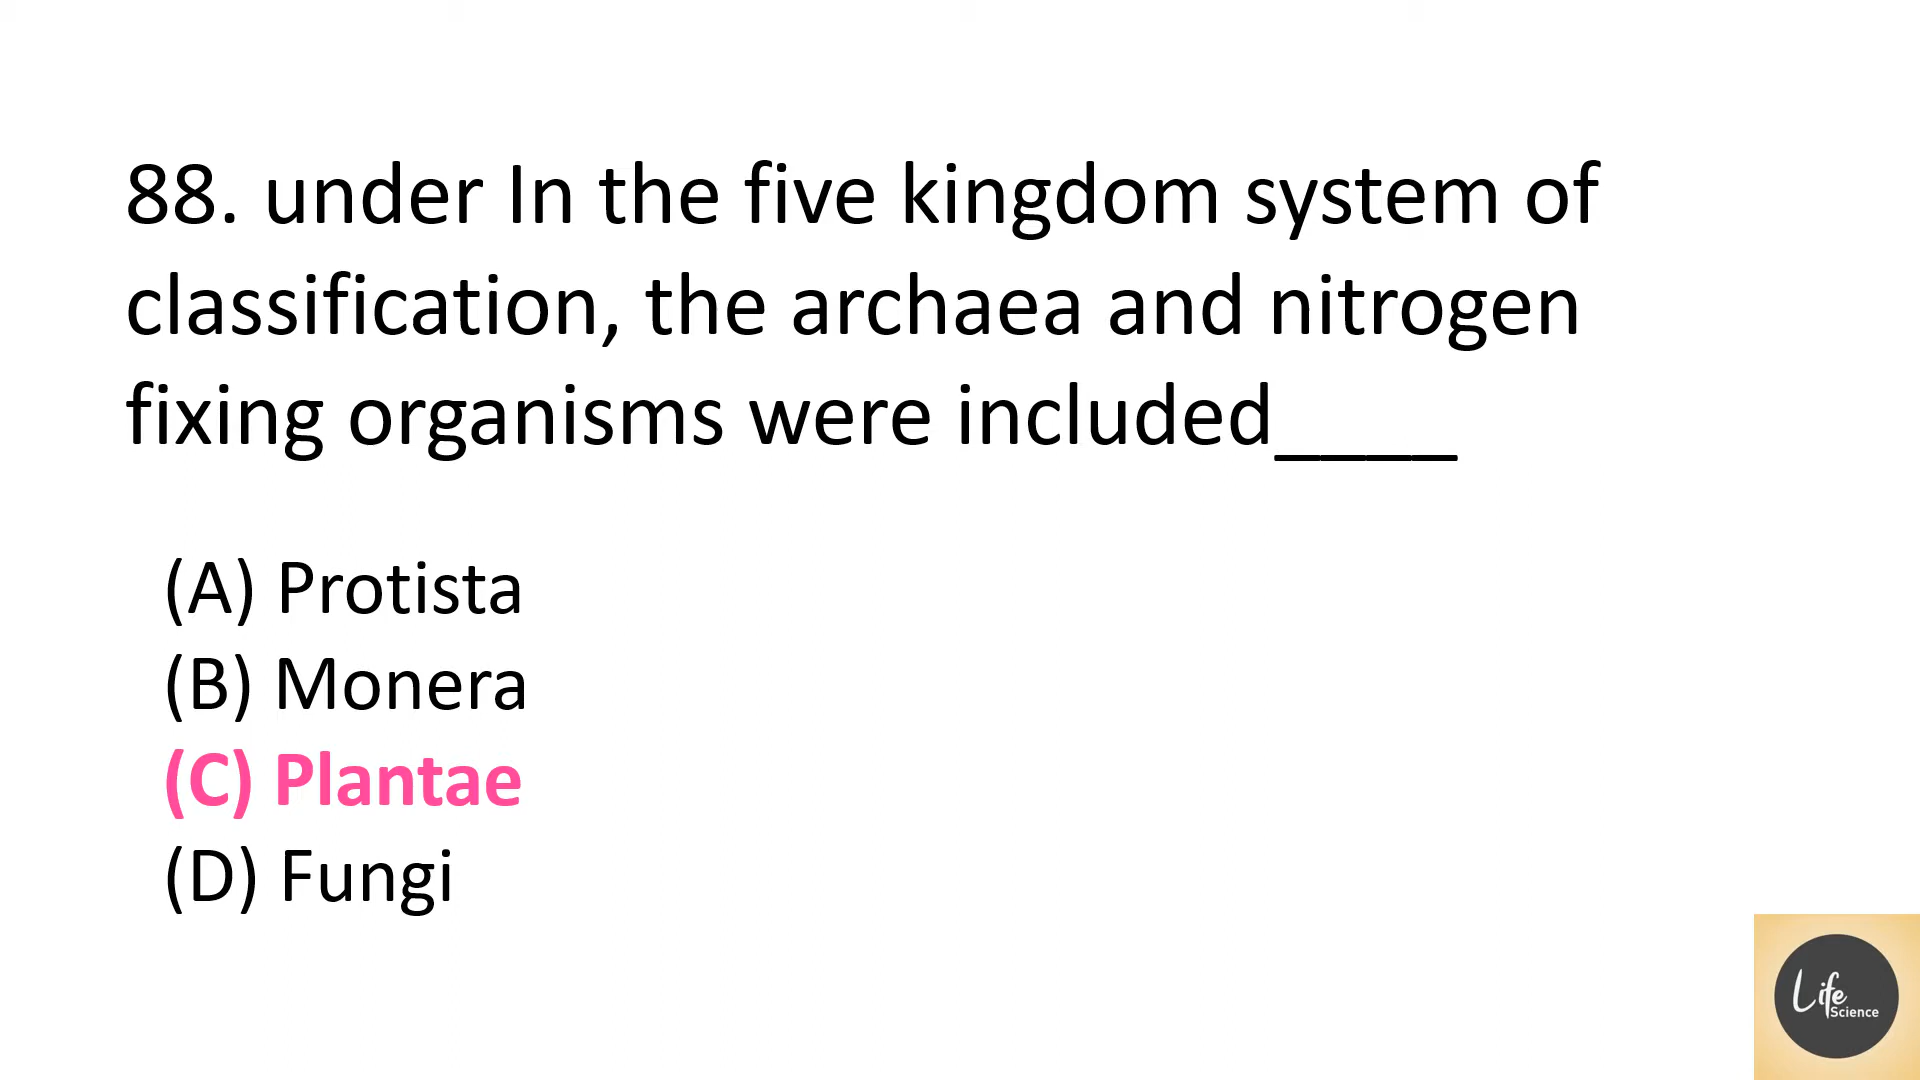 88. under In the five kingdom system of
classification, the archaea and nitrogen
fixing organisms were included____
(A) Protista
(B) Monera
(C) Plantae
(D) Fungi
Life
Science